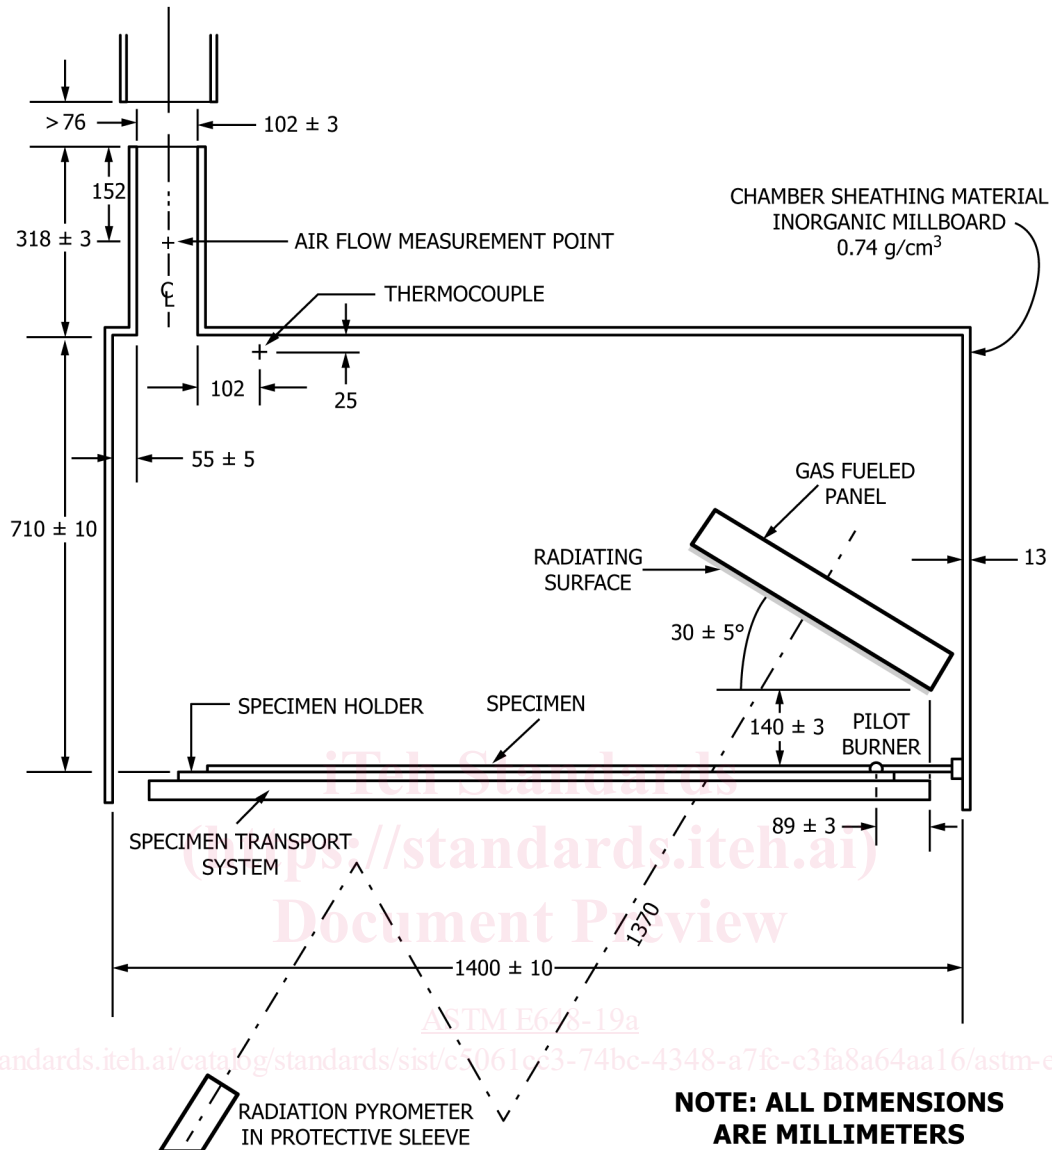 >76
102 ± 3
152
318 ± 3
AIR FLOW MEASUREMENT POINT
CHAMBER SHEATHING MATERIAL
INORGANIC MILLBOARD
0.74 g/cm³
CL
THERMOCOUPLE
102
25
55 ± 5
710 ± 10
GAS FUELED
PANEL
RADIATING
SURFACE
13
30 ± 5°
SPECIMEN HOLDER
SPECIMEN
140 ± 3
PILOT
BURNER
iTeh Standards
89 ± 3
SPECIMEN TRANSPORT
SYSTEM
(https://standards.iteh.ai)
Document Preview
1370
1400 ± 10
ASTM E648-19a
andards.iteh.ai/catalog/standards/sist/c5061cc3-74bc-4348-a7fc-c3fa8a64aa16/astm-e
RADIATION PYROMETER
IN PROTECTIVE SLEEVE
NOTE: ALL DIMENSIONS
ARE MILLIMETERS